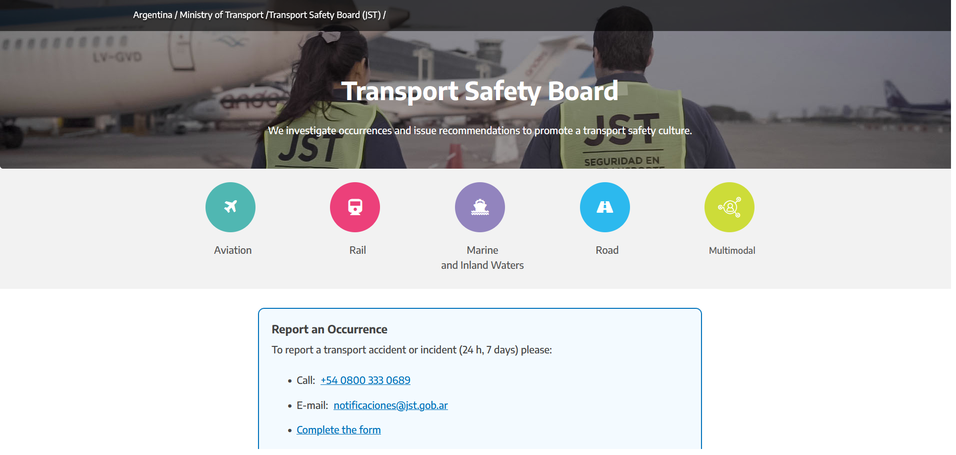 Argentina / Ministry of Transport /Transport Safety Board (JST) /
LV-GVD
Transport Safety Board
We investigate occurrences and issue recommendations to promote a transport safety culture.
JST
JST
SEGURIDAD EN
Aviation
Rail
Marine
and Inland Waters
Road
Multimodal
Report an Occurrence
To report a transport accident or incident (24 h, 7 days) please:
• Call: +54 0800 333 0689
• E-mail: notificaciones@jst.gob.ar
• Complete the form